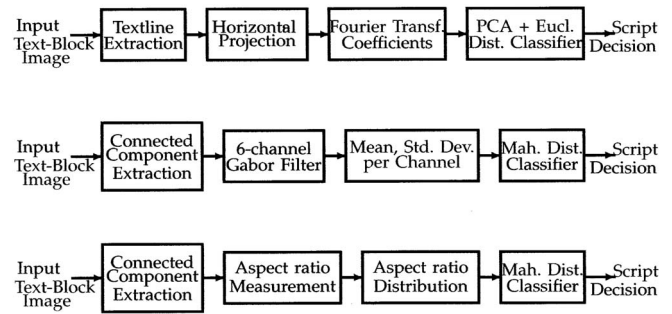 Input
Text-Block
Image
Textline
Extraction
Horizontal
Projection
Fourier Transf.
Coefficients
PCA + Eucl.
Dist. Classifier
Script
Decision
Input
Text-Block
Image
Connected
Component
Extraction
6-channel
Gabor Filter
Mean, Std. Dev.
per Channel
Mah. Dist.
Classifier
Script
Decision
Input
Text-Block
Image
Connected
Component
Extraction
Aspect ratio
Measurement
Aspect ratio
Distribution
Mah. Dist.
Classifier
Script
Decision